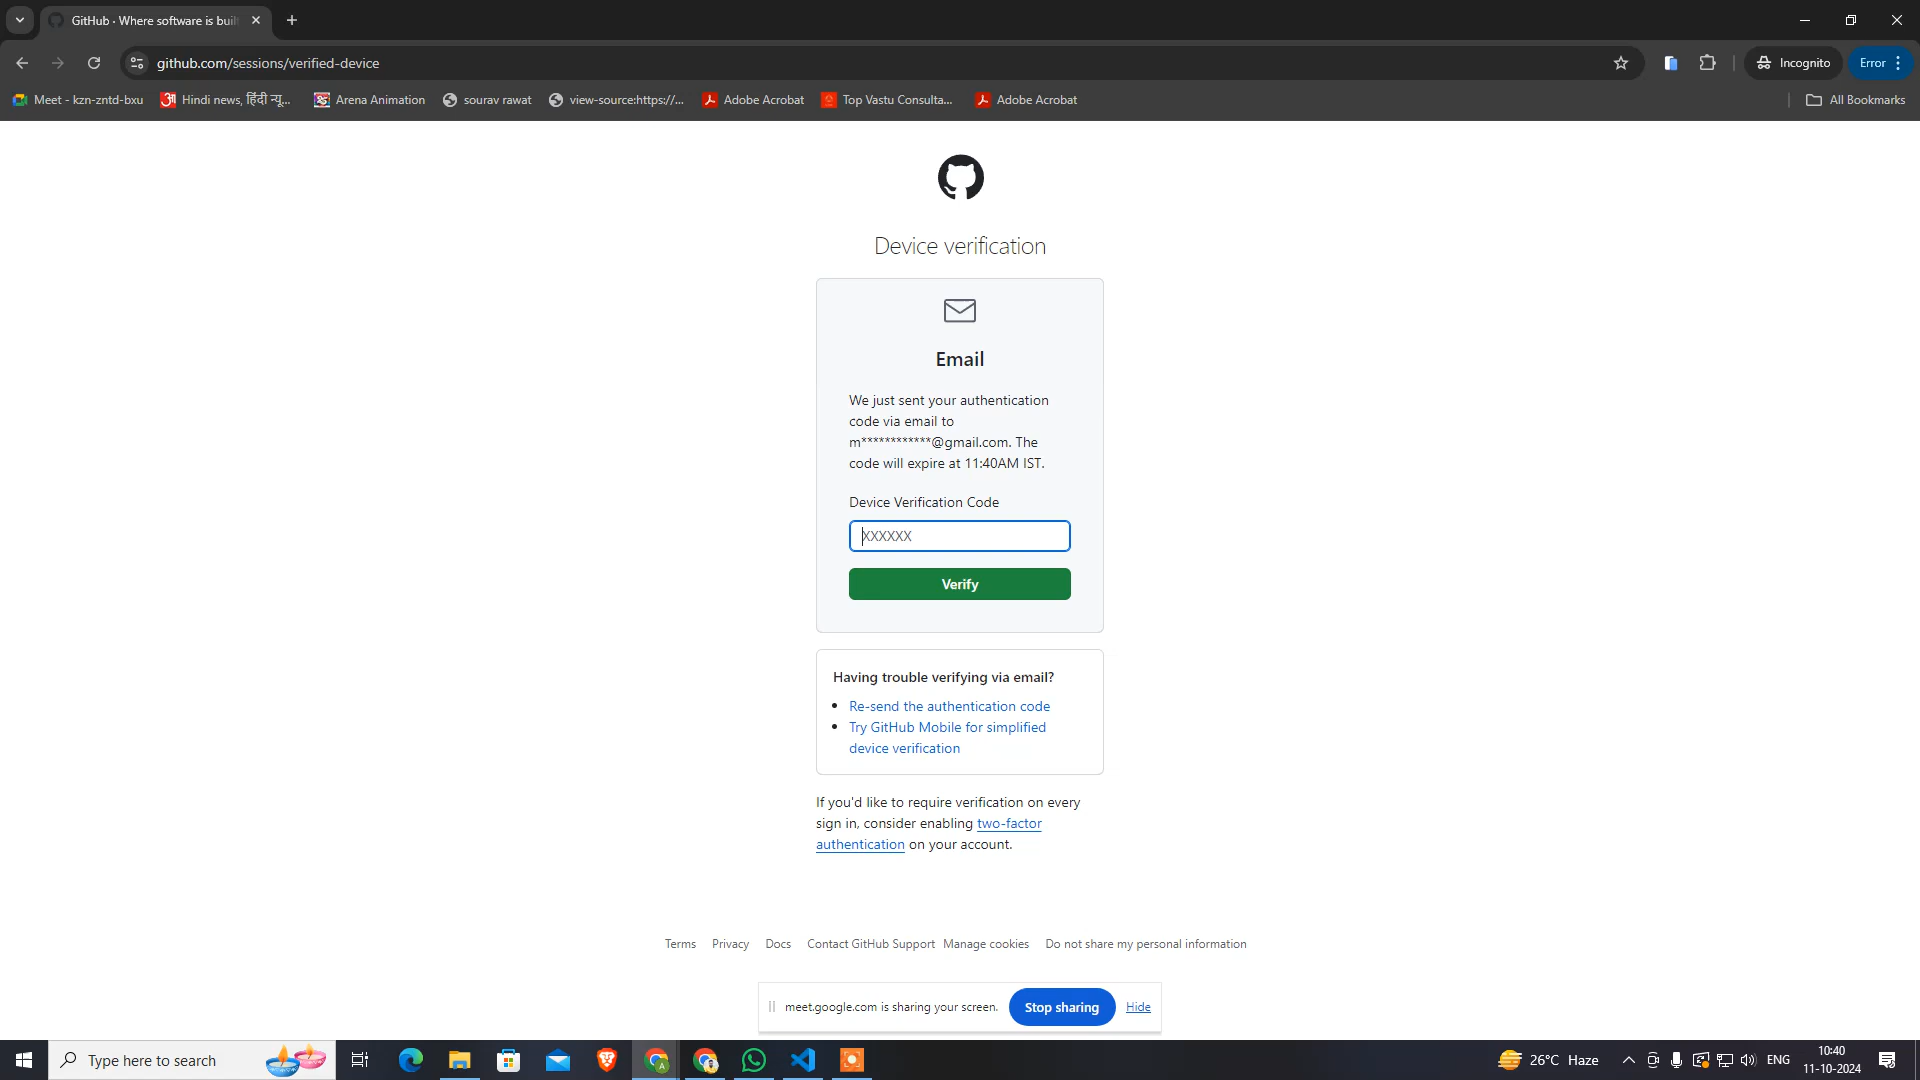 GitHub · Where software is buil
github.com/sessions/verified-device
Incognito
Error
Meet - kzn-zntd-bxu
Hindi news, हिंदी न्यू...
Arena Animation
sourav rawat
view-source:https://...
Adobe Acrobat
Top Vastu Consulta...
Adobe Acrobat
All Bookmarks
Device verification
Email
We just sent your authentication
code via email to
m************@gmail.com. The
code will expire at 11:40AM IST.
Device Verification Code
XXXXXX
Verify
Having trouble verifying via email?
Re-send the authentication code
Try GitHub Mobile for simplified
device verification
If you'd like to require verification on every
sign in, consider enabling two-factor
authentication on your account.
Terms Privacy Docs Contact GitHub Support Manage cookies Do not share my personal information
meet.google.com is sharing your screen. Stop sharing Hide
Type here to search
26°C Haze
ENG
10:40
11-10-2024